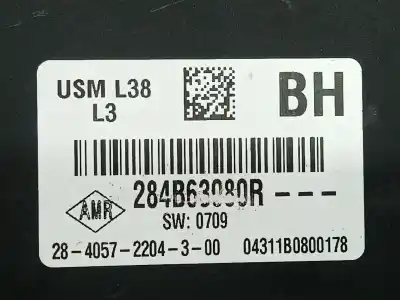 USM L38
L3
BH
284B63080R---
AMR
SW: 0709
28-4057-2204-3-00
04311B0800178